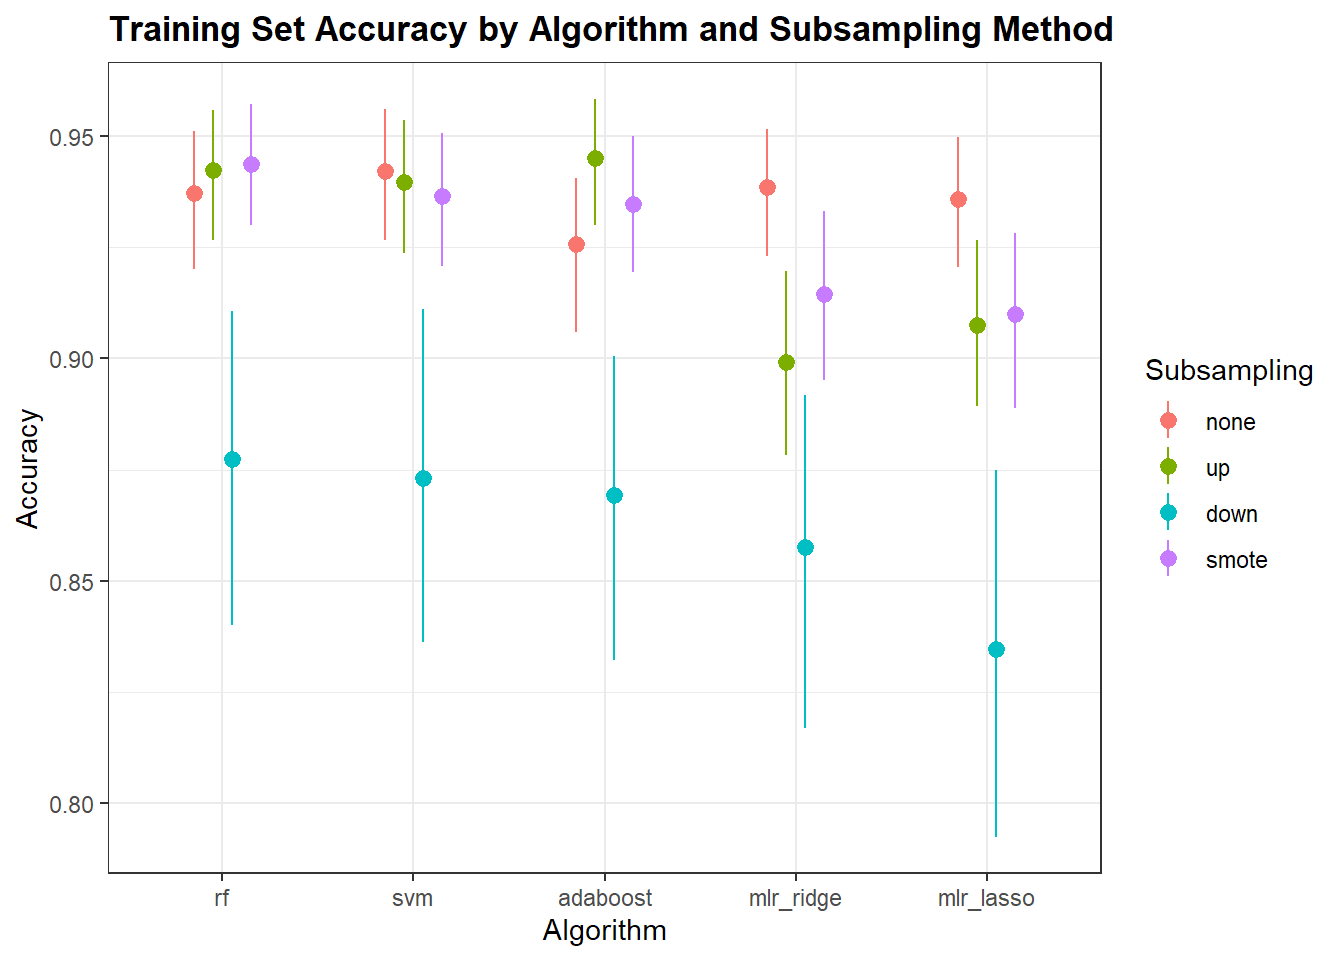 Training Set Accuracy by Algorithm and Subsampling Method
Accuracy
0.95
0.90
0.85
0.80
rf svm adaboost mlr_ridge mlr_lasso
Algorithm
Subsampling
none
up
down
smote